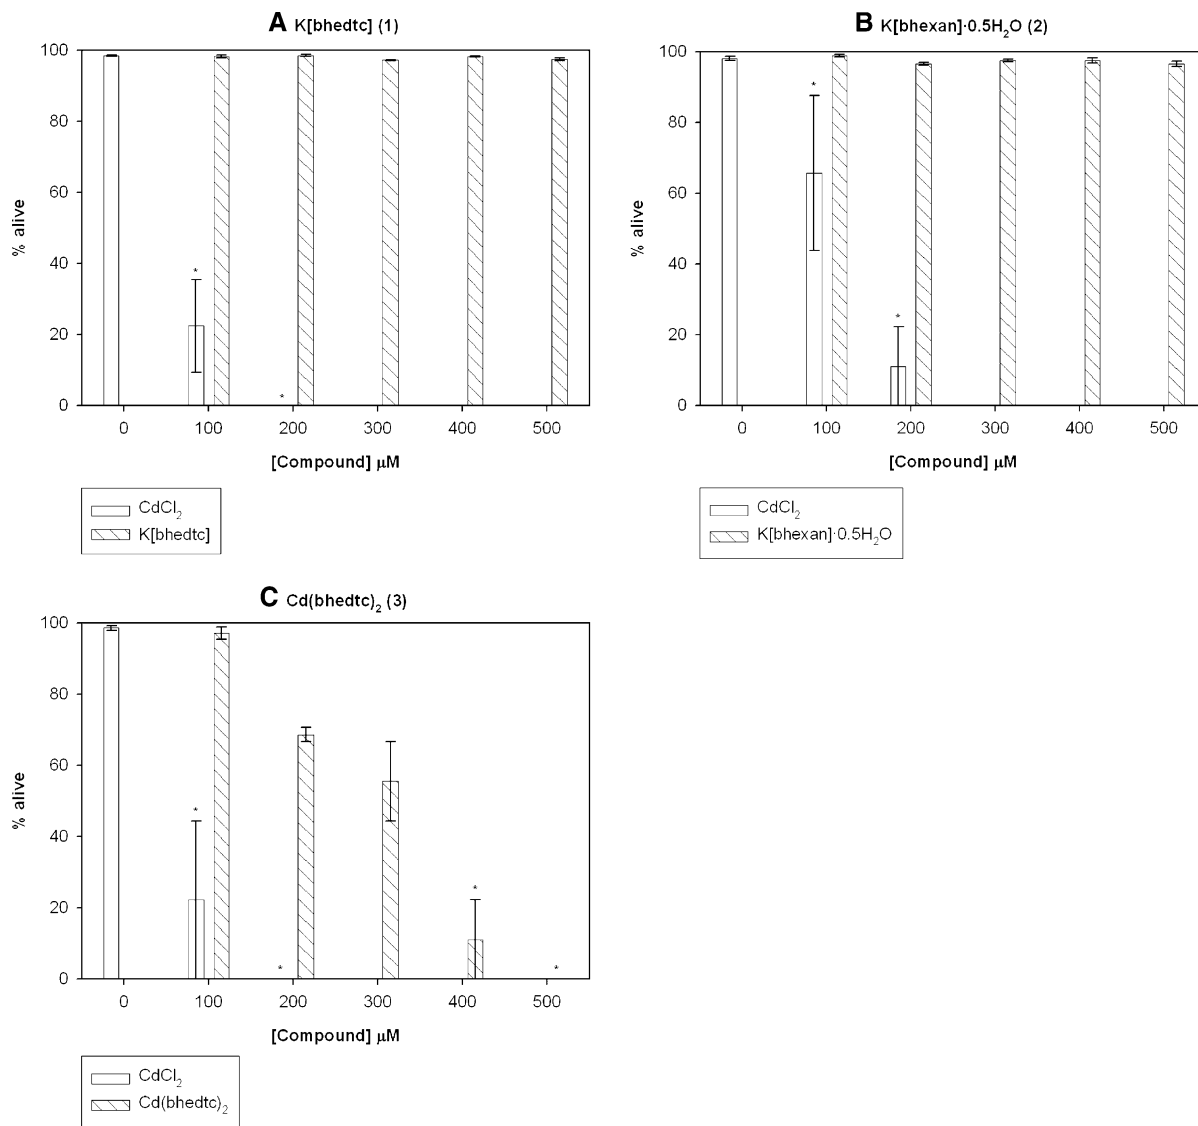 A K[bhedtc] (1)
100
80
60
40
20
0
% alive
*
*
0 100 200 300 400 500
[Compound] μM
CdCl₂
K[bhedtc]
B K[bhexan]·0.5H₂O (2)
100
80
60
40
20
0
% alive
*
*
0 100 200 300 400 500
[Compound] μM
CdCl₂
K[bhexan]·0.5H₂O
C Cd(bhedtc)₂ (3)
100
80
60
40
20
0
% alive
*
*
*
*
0 100 200 300 400 500
[Compound] μM
CdCl₂
Cd(bhedtc)₂